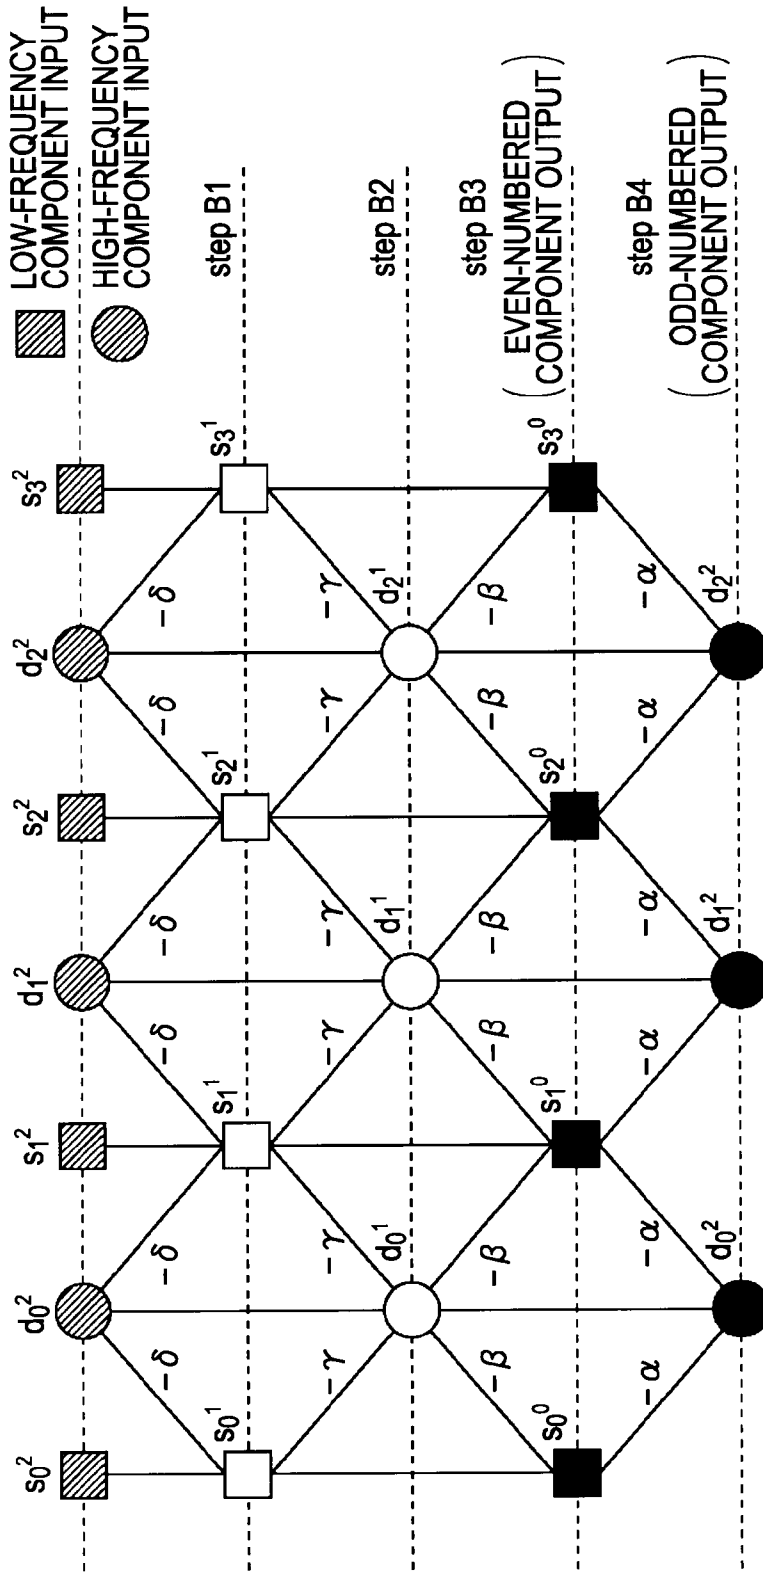 LOW-FREQUENCY
COMPONENT INPUT
HIGH-FREQUENCY
COMPONENT INPUT
s₀² d₀² s₁² d₁² s₂² d₂² s₃²
-δ -δ -δ -δ -δ -δ
s₀¹ s₁¹ s₂¹ s₃¹ step B1
-γ -γ -γ -γ -γ -γ
d₀¹ d₁¹ d₂¹ step B2
-β -β -β -β -β -β
s₀⁰ s₁⁰ s₂⁰ s₃⁰ step B3
(EVEN-NUMBERED
COMPONENT OUTPUT)
-α -α -α -α -α -α
d₀² d₁² d₂² step B4
(ODD-NUMBERED
COMPONENT OUTPUT)